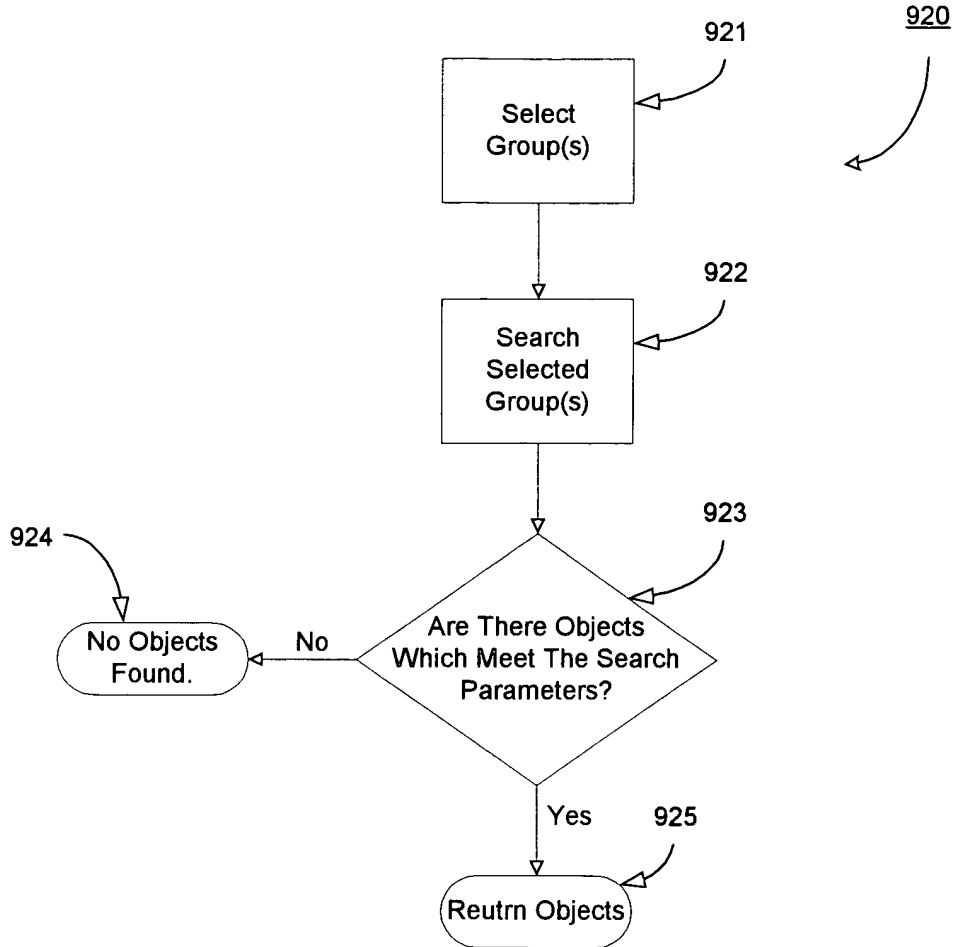 920
921
Select
Group(s)
922
Search
Selected
Group(s)
923
Are There Objects
Which Meet The Search
Parameters?
924
No Objects
Found.
No
Yes
925
Reutrn Objects